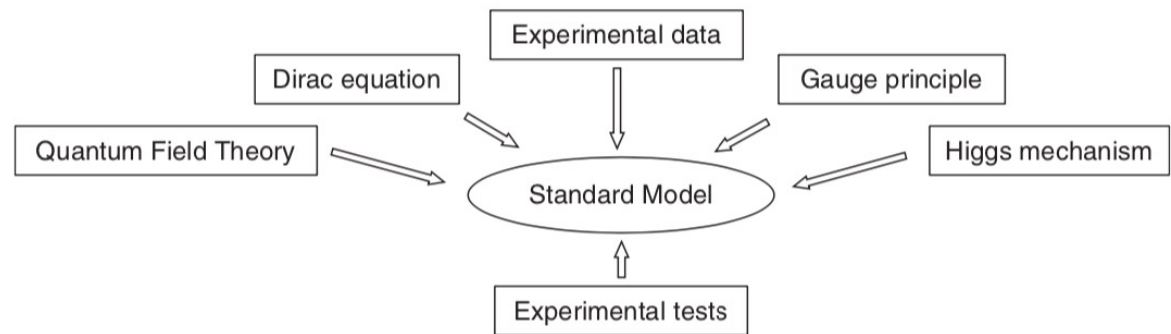 Experimental data
Dirac equation
Gauge principle
Quantum Field Theory
Higgs mechanism
Standard Model
Experimental tests